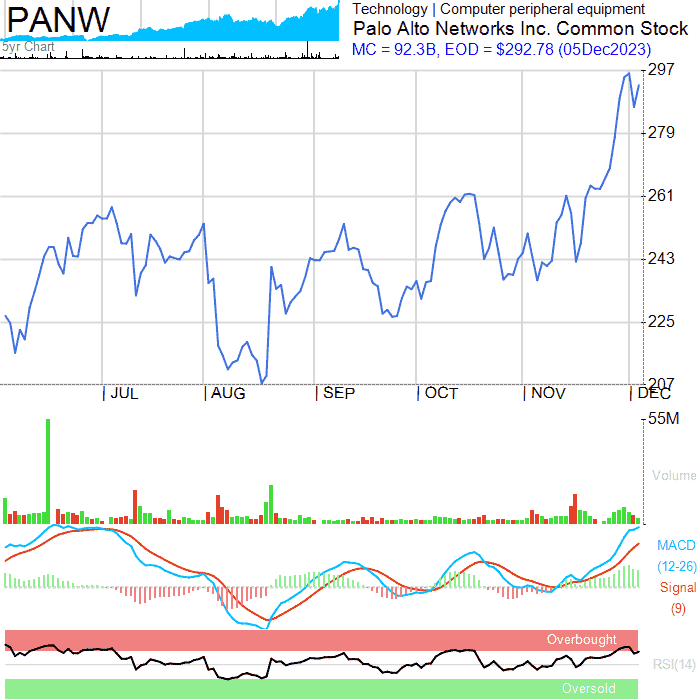 PANW
5yr Chart
Technology | Computer peripheral equipment
Palo Alto Networks Inc. Common Stock
MC = 92.3B, EOD = $292.78 (05Dec2023)
297
279
261
243
225
207
JUL
AUG
SEP
OCT
NOV
DEC
55M
Volume
MACD
(12-26)
Signal
(9)
Overbought
RSI(14)
Oversold